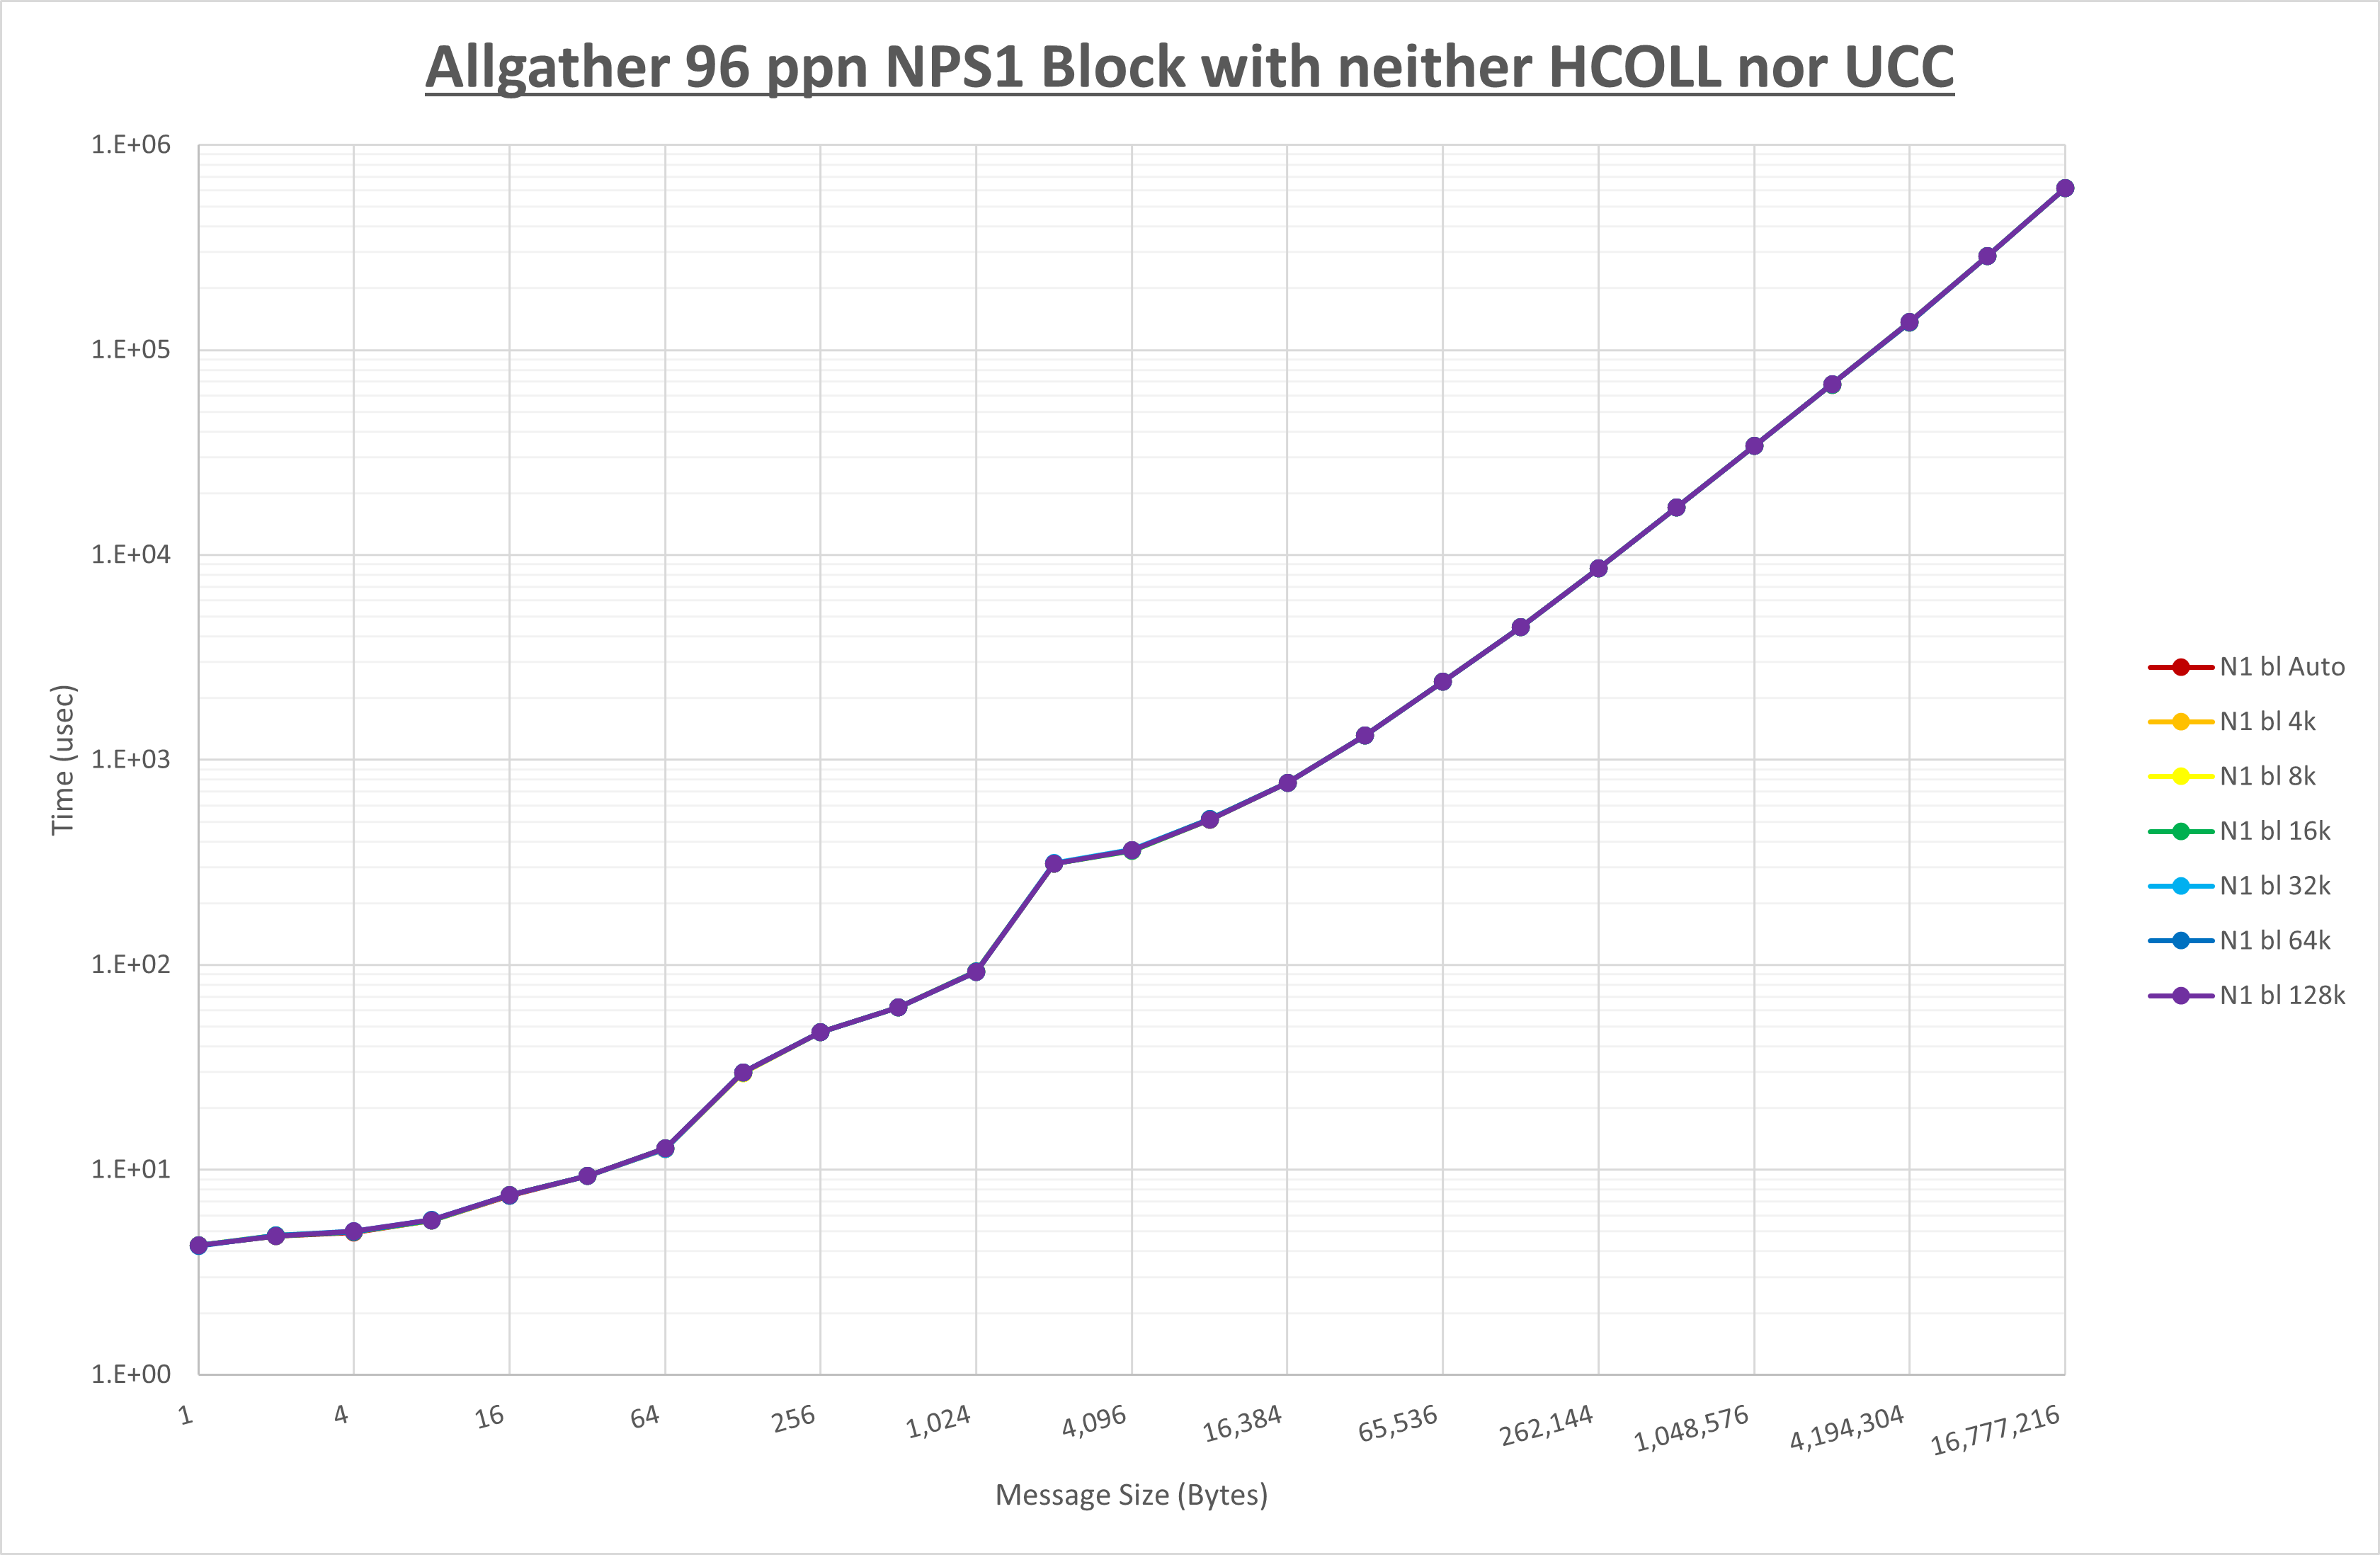 Allgather 96 ppn NPS1 Block with neither HCOLL nor UCC
1.E+06
1.E+05
1.E+04
1.E+03
1.E+02
1.E+01
1.E+00
Time (usec)
1
4
16
64
256
1,024
4,096
16,384
65,536
262,144
1,048,576
4,194,304
16,777,216
Message Size (Bytes)
N1 bl Auto
N1 bl 4k
N1 bl 8k
N1 bl 16k
N1 bl 32k
N1 bl 64k
N1 bl 128k